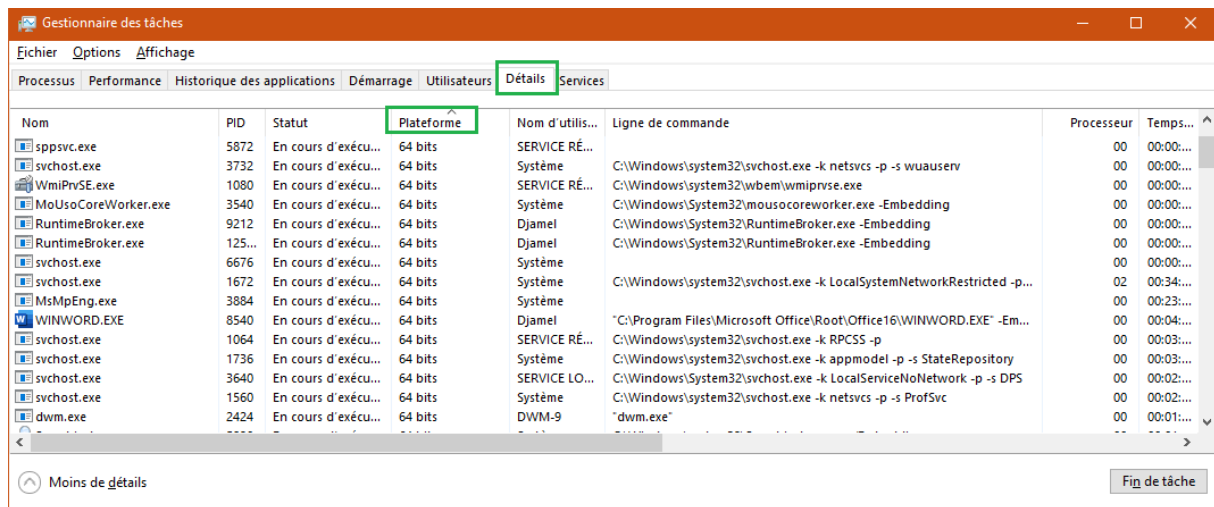 Gestionnaire des tâches
Fichier Options Affichage
Processus Performance Historique des applications Démarrage Utilisateurs Détails Services
Nom PID Statut Plateforme Nom d'utilis... Ligne de commande Processeur Temps...
sppsvc.exe 5872 En cours d'exécu... 64 bits SERVICE RÉ... 00 00:00:...
svchost.exe 3732 En cours d'exécu... 64 bits Système C:\Windows\system32\svchost.exe -k netsvcs -p -s wuauserv 00 00:00:...
WmiPrvSE.exe 1080 En cours d'exécu... 64 bits SERVICE RÉ... C:\Windows\system32\wbem\wmiprvse.exe 00 00:00:...
MoUsoCoreWorker.exe 3540 En cours d'exécu... 64 bits Système C:\Windows\System32\mousocoreworker.exe -Embedding 00 00:00:...
RuntimeBroker.exe 9212 En cours d'exécu... 64 bits Djamel C:\Windows\System32\RuntimeBroker.exe -Embedding 00 00:00:...
RuntimeBroker.exe 125... En cours d'exécu... 64 bits Djamel C:\Windows\System32\RuntimeBroker.exe -Embedding 00 00:00:...
svchost.exe 6676 En cours d'exécu... 64 bits Système 00 00:00:...
svchost.exe 1672 En cours d'exécu... 64 bits Système C:\Windows\system32\svchost.exe -k LocalSystemNetworkRestricted -p... 02 00:34:...
MsMpEng.exe 3884 En cours d'exécu... 64 bits Système 00 00:23:...
WINWORD.EXE 8540 En cours d'exécu... 64 bits Djamel "C:\Program Files\Microsoft Office\Root\Office16\WINWORD.EXE" -Em... 00 00:04:...
svchost.exe 1064 En cours d'exécu... 64 bits SERVICE RÉ... C:\Windows\system32\svchost.exe -k RPCSS -p 00 00:03:...
svchost.exe 1736 En cours d'exécu... 64 bits Système C:\Windows\system32\svchost.exe -k appmodel -p -s StateRepository 00 00:03:...
svchost.exe 3640 En cours d'exécu... 64 bits SERVICE LO... C:\Windows\System32\svchost.exe -k LocalServiceNoNetwork -p -s DPS 00 00:02:...
svchost.exe 1560 En cours d'exécu... 64 bits Système C:\Windows\system32\svchost.exe -k netsvcs -p -s ProfSvc 00 00:02:...
dwm.exe 2424 En cours d'exécu... 64 bits DWM-9 "dwm.exe" 00 00:01:...
Moins de détails Fin de tâche